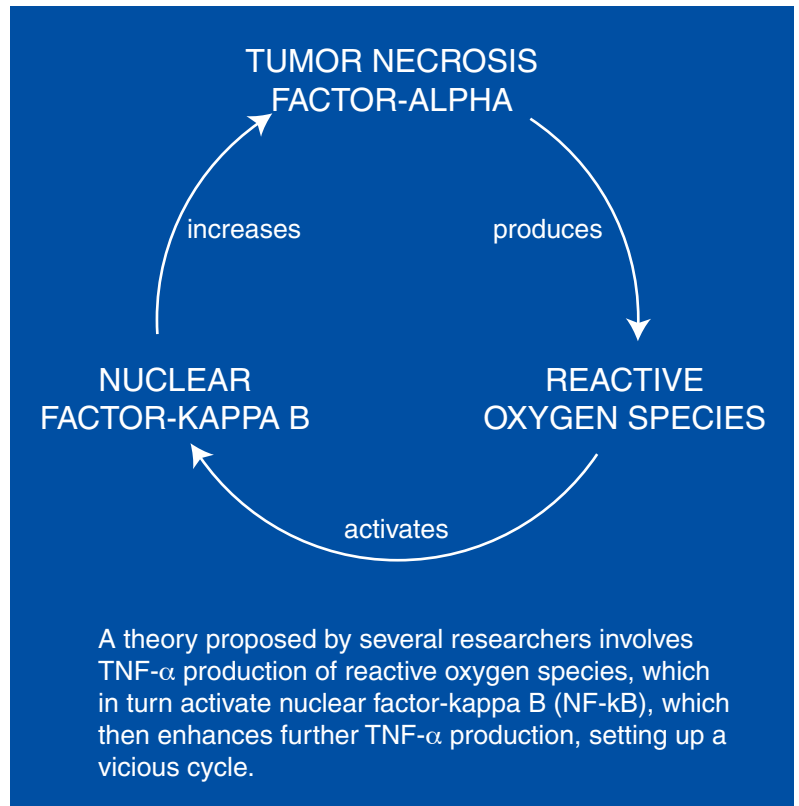 TUMOR NECROSIS
FACTOR-ALPHA
increases
produces
NUCLEAR
FACTOR-KAPPA B
REACTIVE
OXYGEN SPECIES
activates
A theory proposed by several researchers involves
TNF-α production of reactive oxygen species, which
in turn activate nuclear factor-kappa B (NF-kB), which
then enhances further TNF-α production, setting up a
vicious cycle.